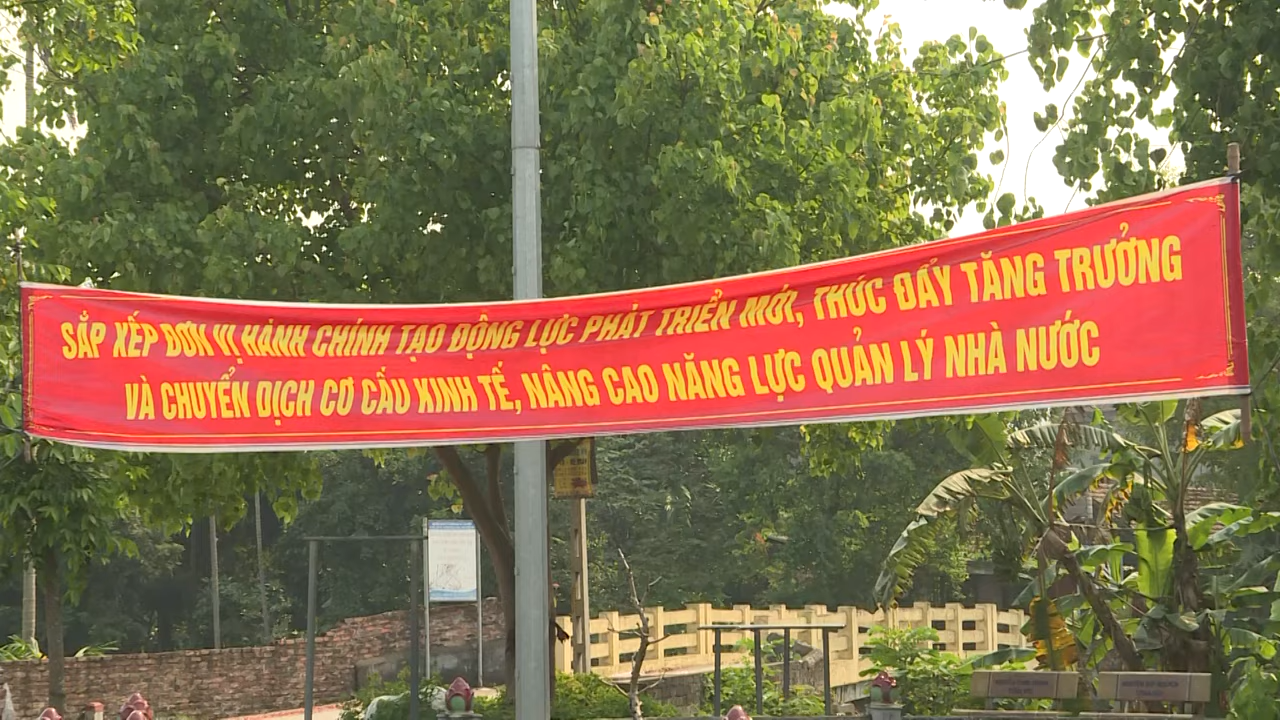 SẮP XẾP ĐƠN VỊ HÀNH CHÍNH TẠO ĐỘNG LỰC PHÁT TRIỂN MỚI, THÚC ĐẨY TĂNG TRƯỞNG
VÀ CHUYỂN DỊCH CƠ CẤU KINH TẾ, NÂNG CAO NĂNG LỰC QUẢN LÝ NHÀ NƯỚC